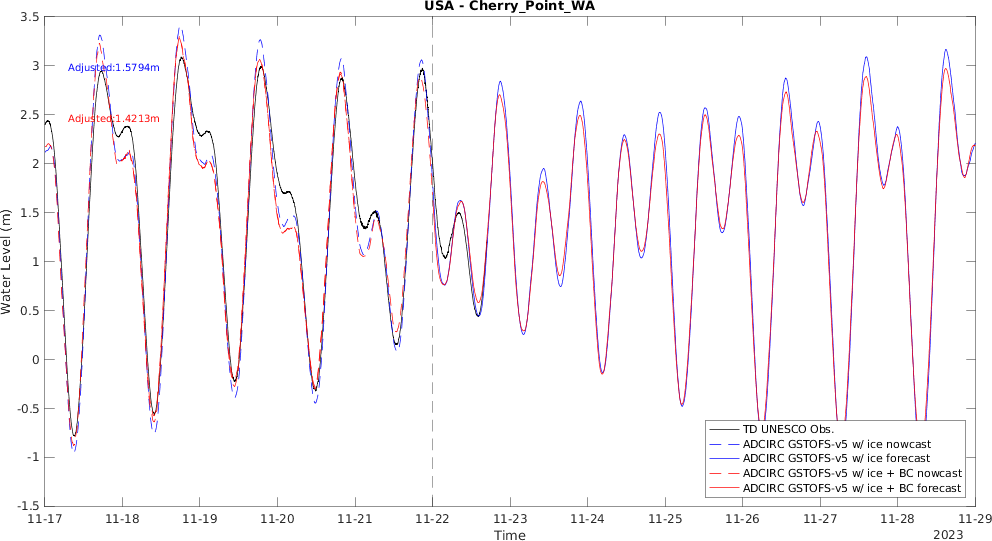 USA - Cherry_Point_WA
3.5
3
2.5
2
1.5
1
0.5
0
-0.5
-1
-1.5
Water Level (m)
Adjusted:1.5794m
Adjusted:1.4213m
TD UNESCO Obs.
ADCIRC GSTOFS-v5 w/ ice nowcast
ADCIRC GSTOFS-v5 w/ ice forecast
ADCIRC GSTOFS-v5 w/ ice + BC nowcast
ADCIRC GSTOFS-v5 w/ ice + BC forecast
11-17 11-18 11-19 11-20 11-21 11-22 11-23 11-24 11-25 11-26 11-27 11-28 11-29
Time
2023